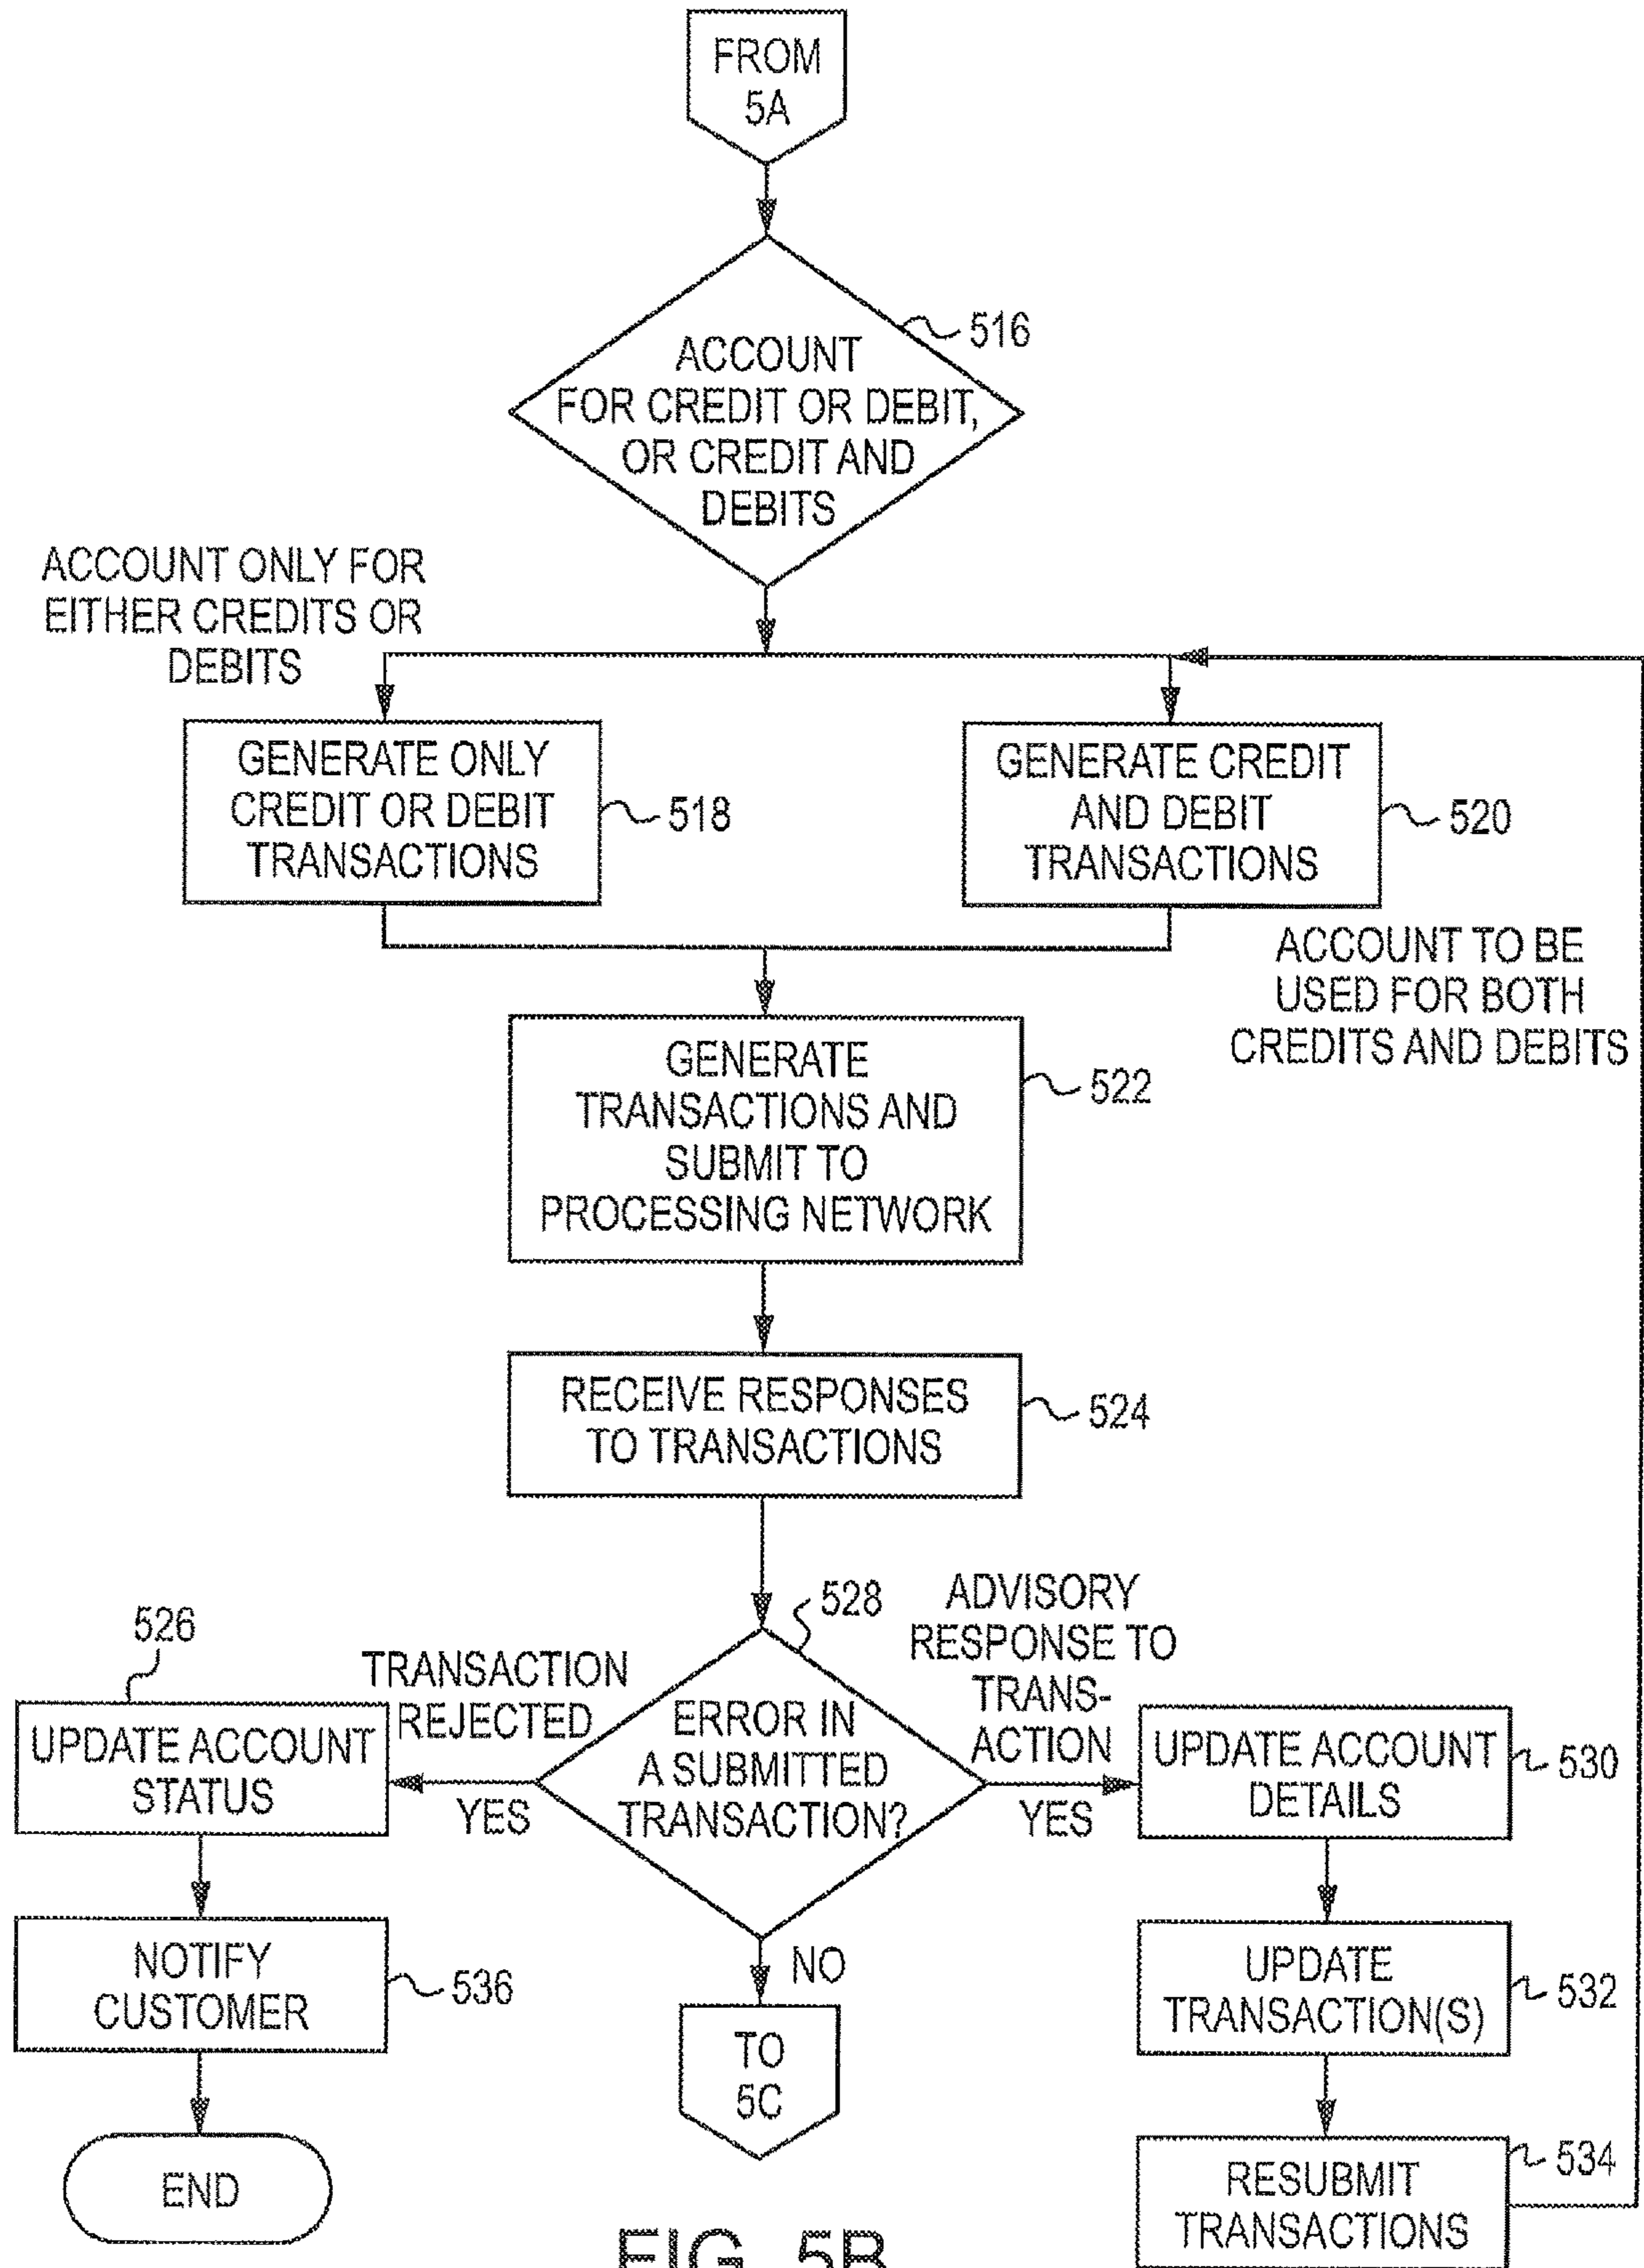 FROM
5A
516
ACCOUNT
FOR CREDIT OR DEBIT,
OR CREDIT AND
DEBITS
ACCOUNT ONLY FOR
EITHER CREDITS OR
DEBITS
GENERATE ONLY
CREDIT OR DEBIT
TRANSACTIONS
518
GENERATE CREDIT
AND DEBIT
TRANSACTIONS
520
ACCOUNT TO BE
USED FOR BOTH
CREDITS AND DEBITS
GENERATE
TRANSACTIONS AND
SUBMIT TO
PROCESSING NETWORK
522
RECEIVE RESPONSES
TO TRANSACTIONS
524
528
ERROR IN
A SUBMITTED
TRANSACTION?
TRANSACTION
REJECTED
YES
526
UPDATE ACCOUNT
STATUS
NOTIFY
CUSTOMER
536
END
NO
TO
5C
ADVISORY
RESPONSE TO
TRANS-
ACTION
YES
UPDATE ACCOUNT
DETAILS
530
UPDATE
TRANSACTION(S)
532
RESUBMIT
TRANSACTIONS
534
FIG. 5B